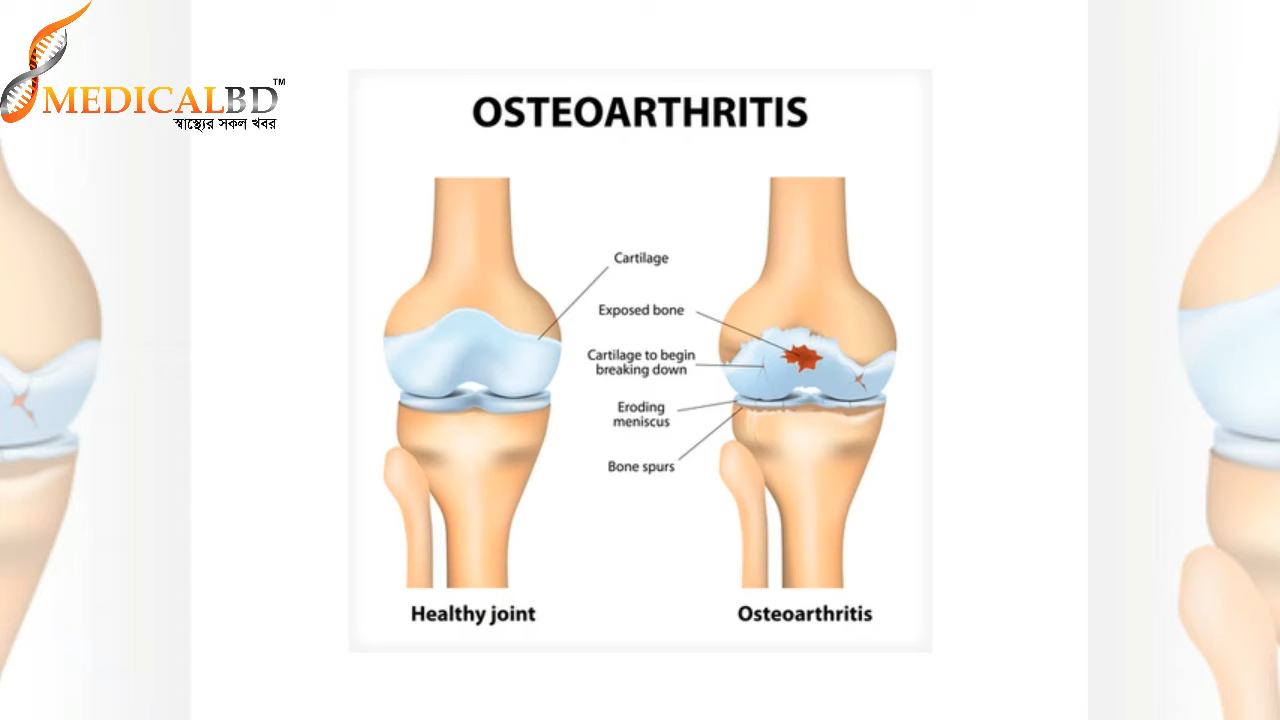 MEDICALBD™
স্বাস্থ্যের সকল খবর
OSTEOARTHRITIS
Cartilage
Exposed bone
Cartilage to begin
breaking down
Eroding
meniscus
Bone spurs
Healthy joint
Osteoarthritis